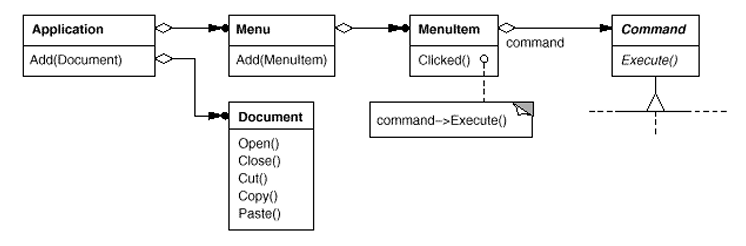 Application
Add(Document)
Menu
Add(MenuItem)
MenuItem
Clicked()
command
Command
Execute()
command–>Execute()
Document
Open()
Close()
Cut()
Copy()
Paste()